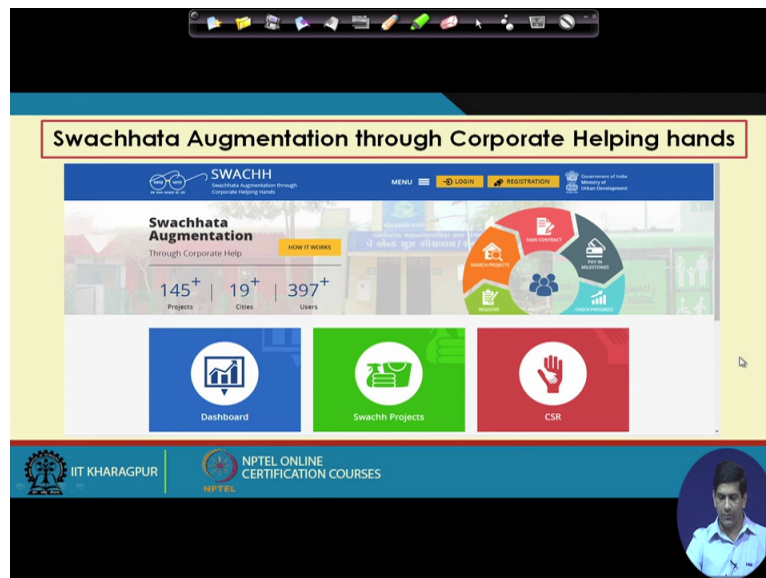 Swachhata Augmentation through Corporate Helping hands
SWACHH
Swachhata Augmentation through
Corporate Helping Hands
MENU
LOGIN
REGISTRATION
Government of India
Ministry of
Urban Development
Swachhata
Augmentation
Through Corporate Help
HOW IT WORKS
145+
Projects
19+
Cities
397+
Users
SIGN CONTRACT
SEARCH PROJECTS
PAY IN
MILESTONES
REGISTER
CHECK PROGRESS
Dashboard
Swachh Projects
CSR
IIT KHARAGPUR
NPTEL
NPTEL ONLINE
CERTIFICATION COURSES